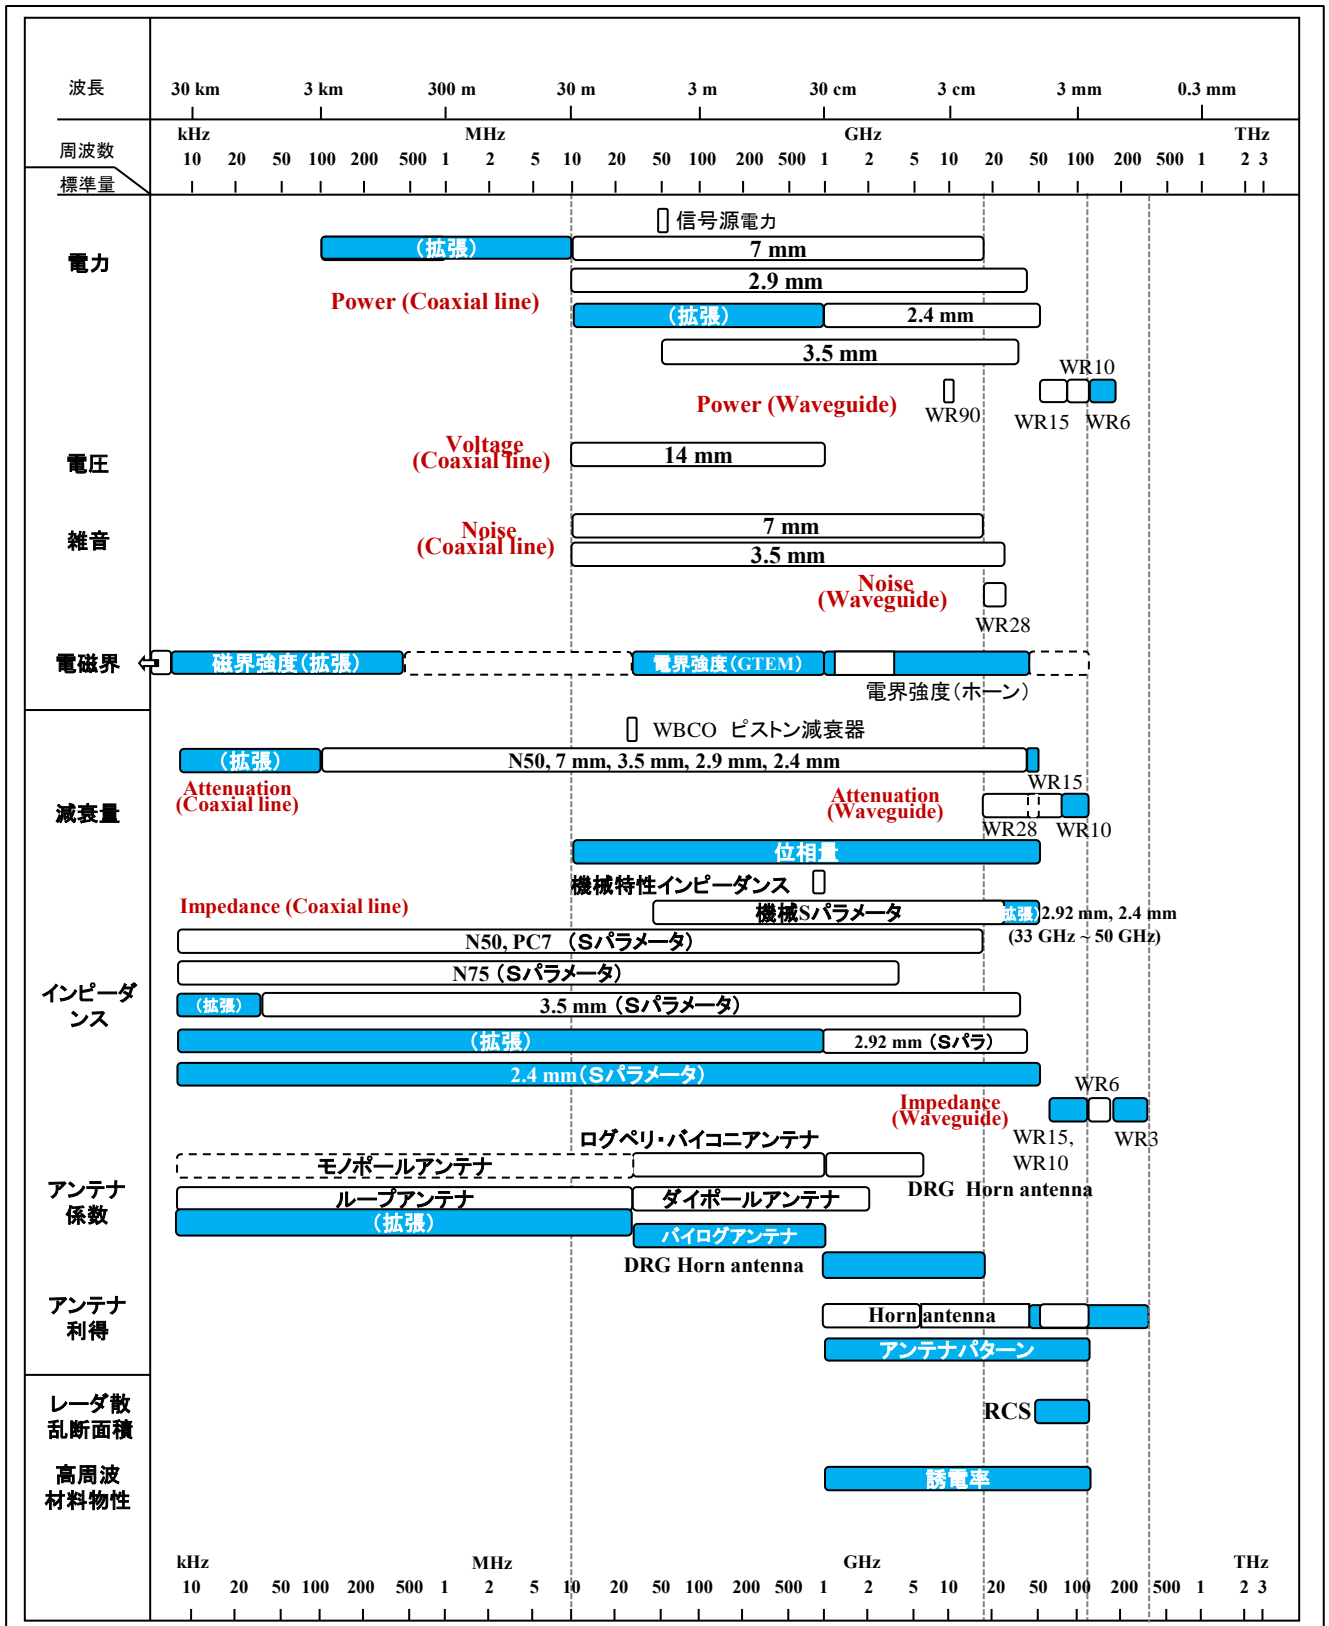 波長 30 km 3 km 300 m 30 m 3 m 30 cm 3 cm 3 mm 0.3 mm
kHz MHz GHz THz
周波数 10 20 50 100 200 500 1 2 5 10 20 50 100 200 500 1 2 5 10 20 50 100 200 500 1 2 3
標準量
信号源電力
電力 (拡張) 7 mm
2.9 mm
Power (Coaxial line)
(拡張) 2.4 mm
3.5 mm
WR10
Power (Waveguide)
WR90 WR15 WR6
Voltage
(Coaxial line)
電圧 14 mm
雑音 Noise
(Coaxial line)
7 mm
3.5 mm
Noise
(Waveguide)
WR28
電磁界 磁界強度(拡張) 電界強度(GTEM)
電界強度(ホーン)
WBCO ピストン減衰器
(拡張) N50, 7 mm, 3.5 mm, 2.9 mm, 2.4 mm
Attenuation
(Coaxial line)
減衰量
Attenuation
(Waveguide)
WR15
WR28 WR10
位相量
機械特性インピーダンス
Impedance (Coaxial line)
機械Sパラメータ 拡張) 2.92 mm, 2.4 mm
(33 GHz ~ 50 GHz)
N50, PC7 (Sパラメータ)
N75 (Sパラメータ)
インピーダ
ンス
(拡張) 3.5 mm (Sパラメータ)
(拡張) 2.92 mm (Sパラ)
2.4 mm(Sパラメータ)
WR6
Impedance
(Waveguide)
WR15,
WR10
WR3
ログペリ・バイコニアンテナ
モノポールアンテナ
DRG Horn antenna
アンテナ
係数
ループアンテナ ダイポールアンテナ
(拡張)
バイログアンテナ
DRG Horn antenna
アンテナ
利得
Horn antenna
アンテナパターン
レーダ散
乱断面積
RCS
高周波
材料物性
誘電率
kHz MHz GHz THz
10 20 50 100 200 500 1 2 5 10 20 50 100 200 500 1 2 5 10 20 50 100 200 500 1 2 3